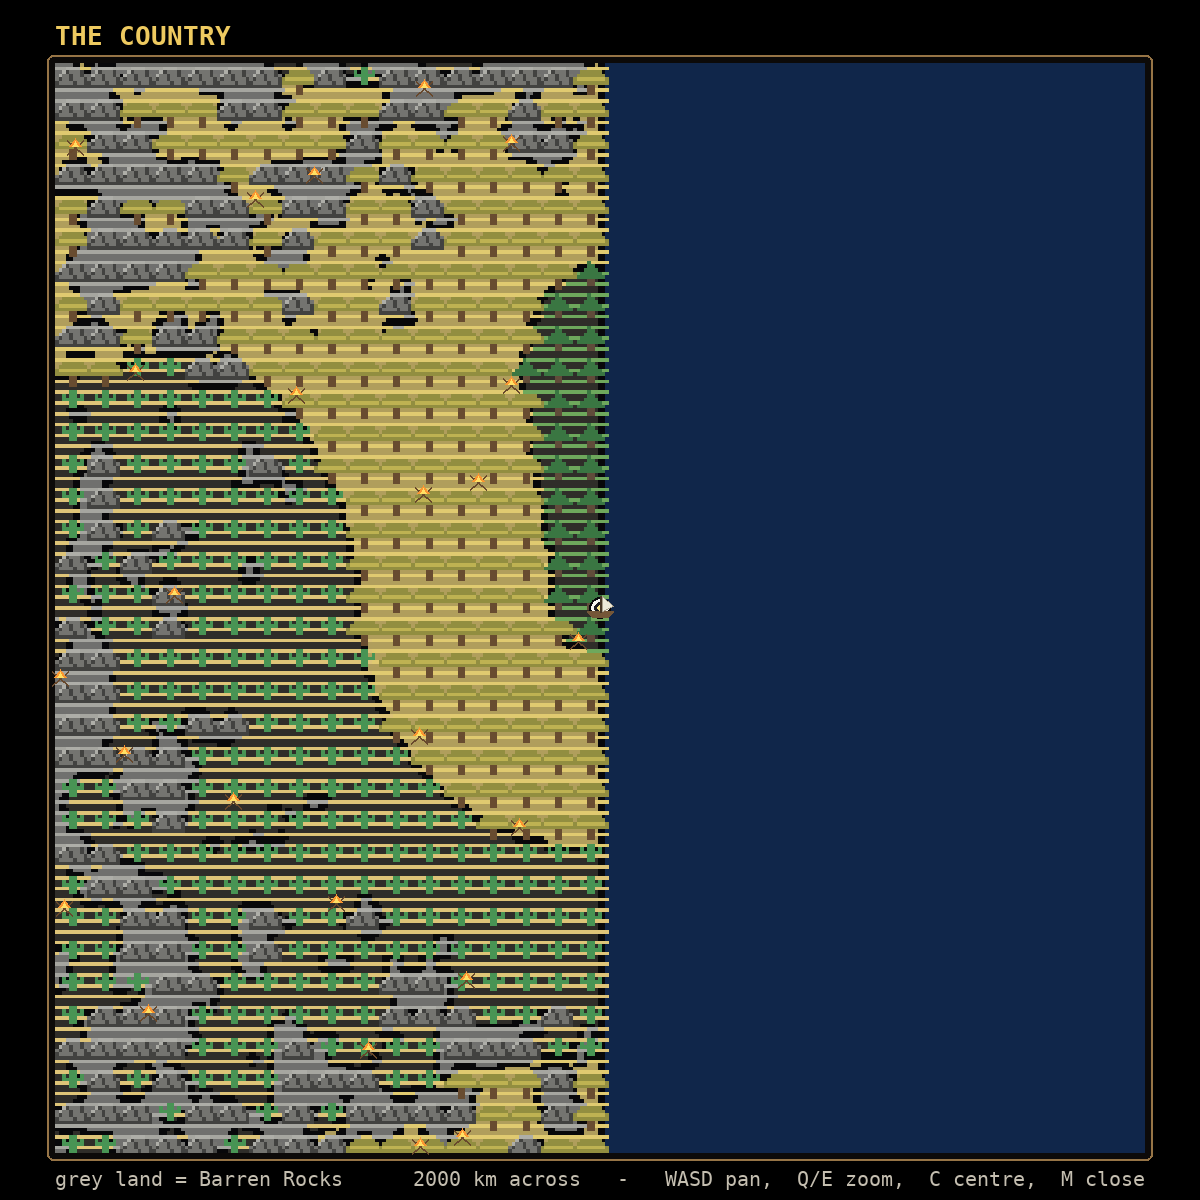 THE COUNTRY
grey land = Barren Rocks 2000 km across - WASD pan, Q/E zoom, C centre, M close